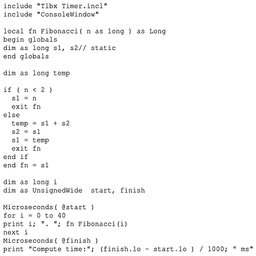 include "Tlbx Timer.incl"
include "ConsoleWindow"
local fn Fibonacci( n as long ) as Long
begin globals
dim as long s1, s2// static
end globals
dim as long temp
if ( n < 2 )
s1 = n
exit fn
else
temp = s1 + s2
s2 = s1
s1 = temp
exit fn
end if
end fn = s1
dim as long i
dim as UnsignedWide start, finish
Microseconds( @start )
for i = 0 to 40
print i; ". "; fn Fibonacci(i)
next i
Microseconds( @finish )
print "Compute time:"; (finish.lo - start.lo ) / 1000; " ms"